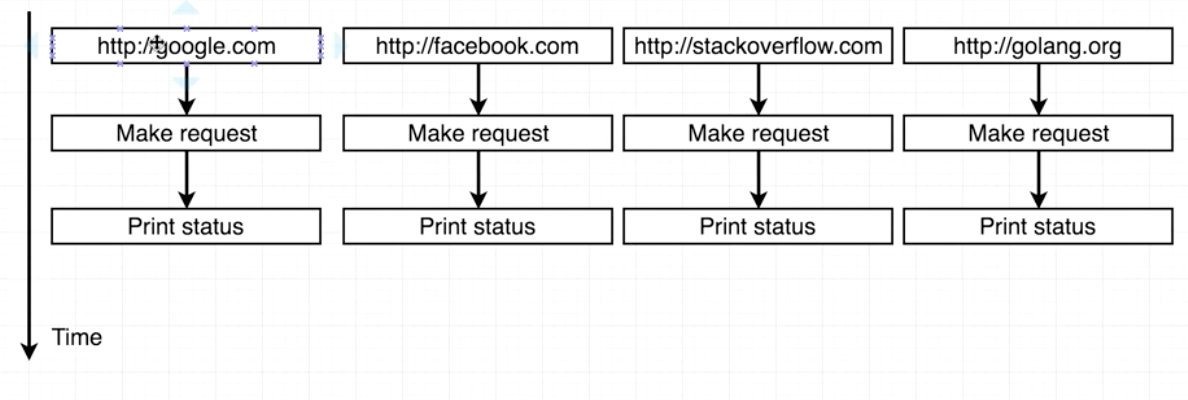 http://google.com
http://facebook.com
http://stackoverflow.com
http://golang.org
Make request
Make request
Make request
Make request
Print status
Print status
Print status
Print status
Time